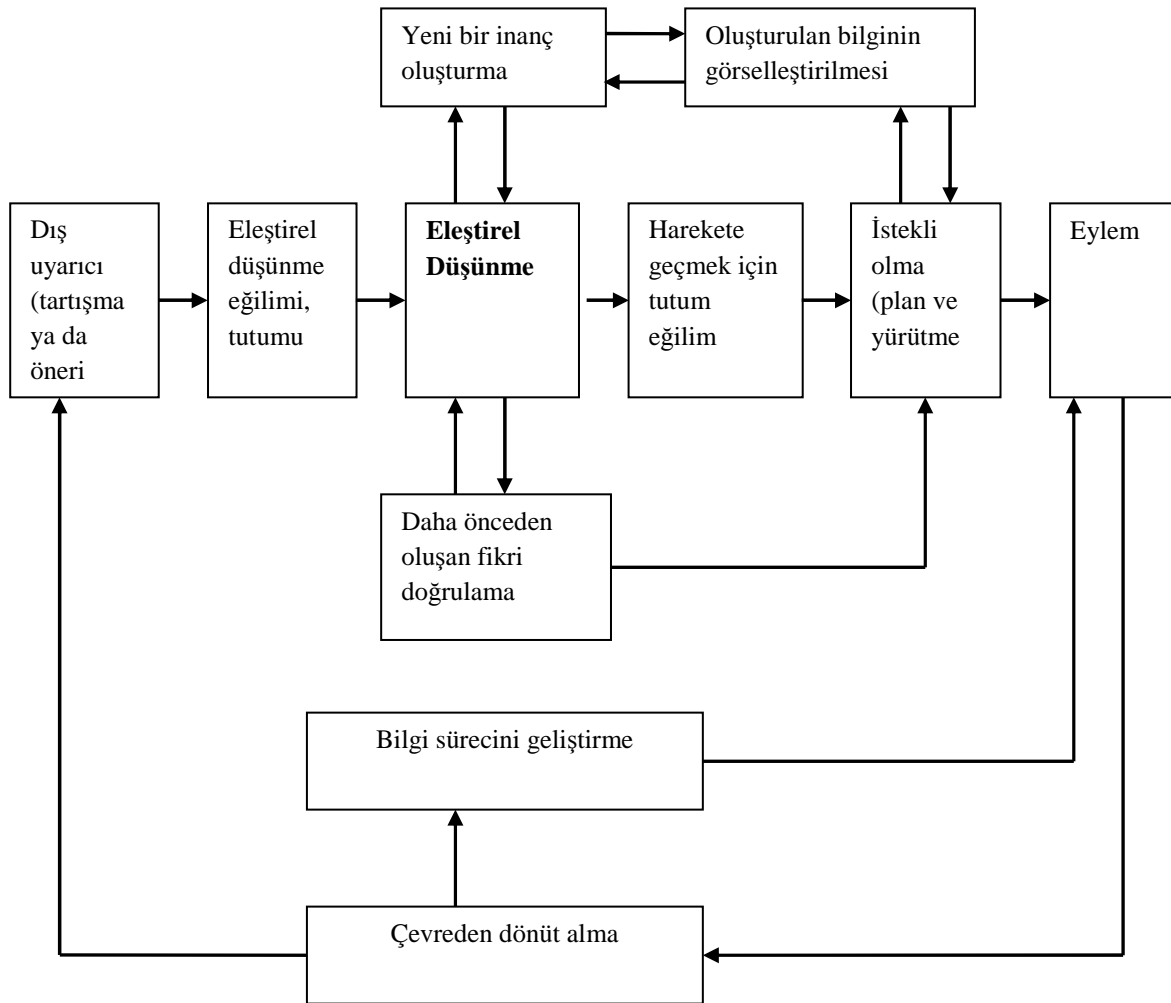 Yeni bir inanç
oluşturma
Oluşturulan bilginin
görselleştirilmesi
Dış
uyarıcı
(tartışma
ya da
öneri
Eleştirel
düşünme
eğilimi,
tutumu
Eleştirel
Düşünme
Harekete
geçmek için
tutum
eğilim
İstekli
olma
(plan ve
yürütme
Eylem
Daha önceden
oluşan fikri
doğrulama
Bilgi sürecini geliştirme
Çevreden dönüt alma